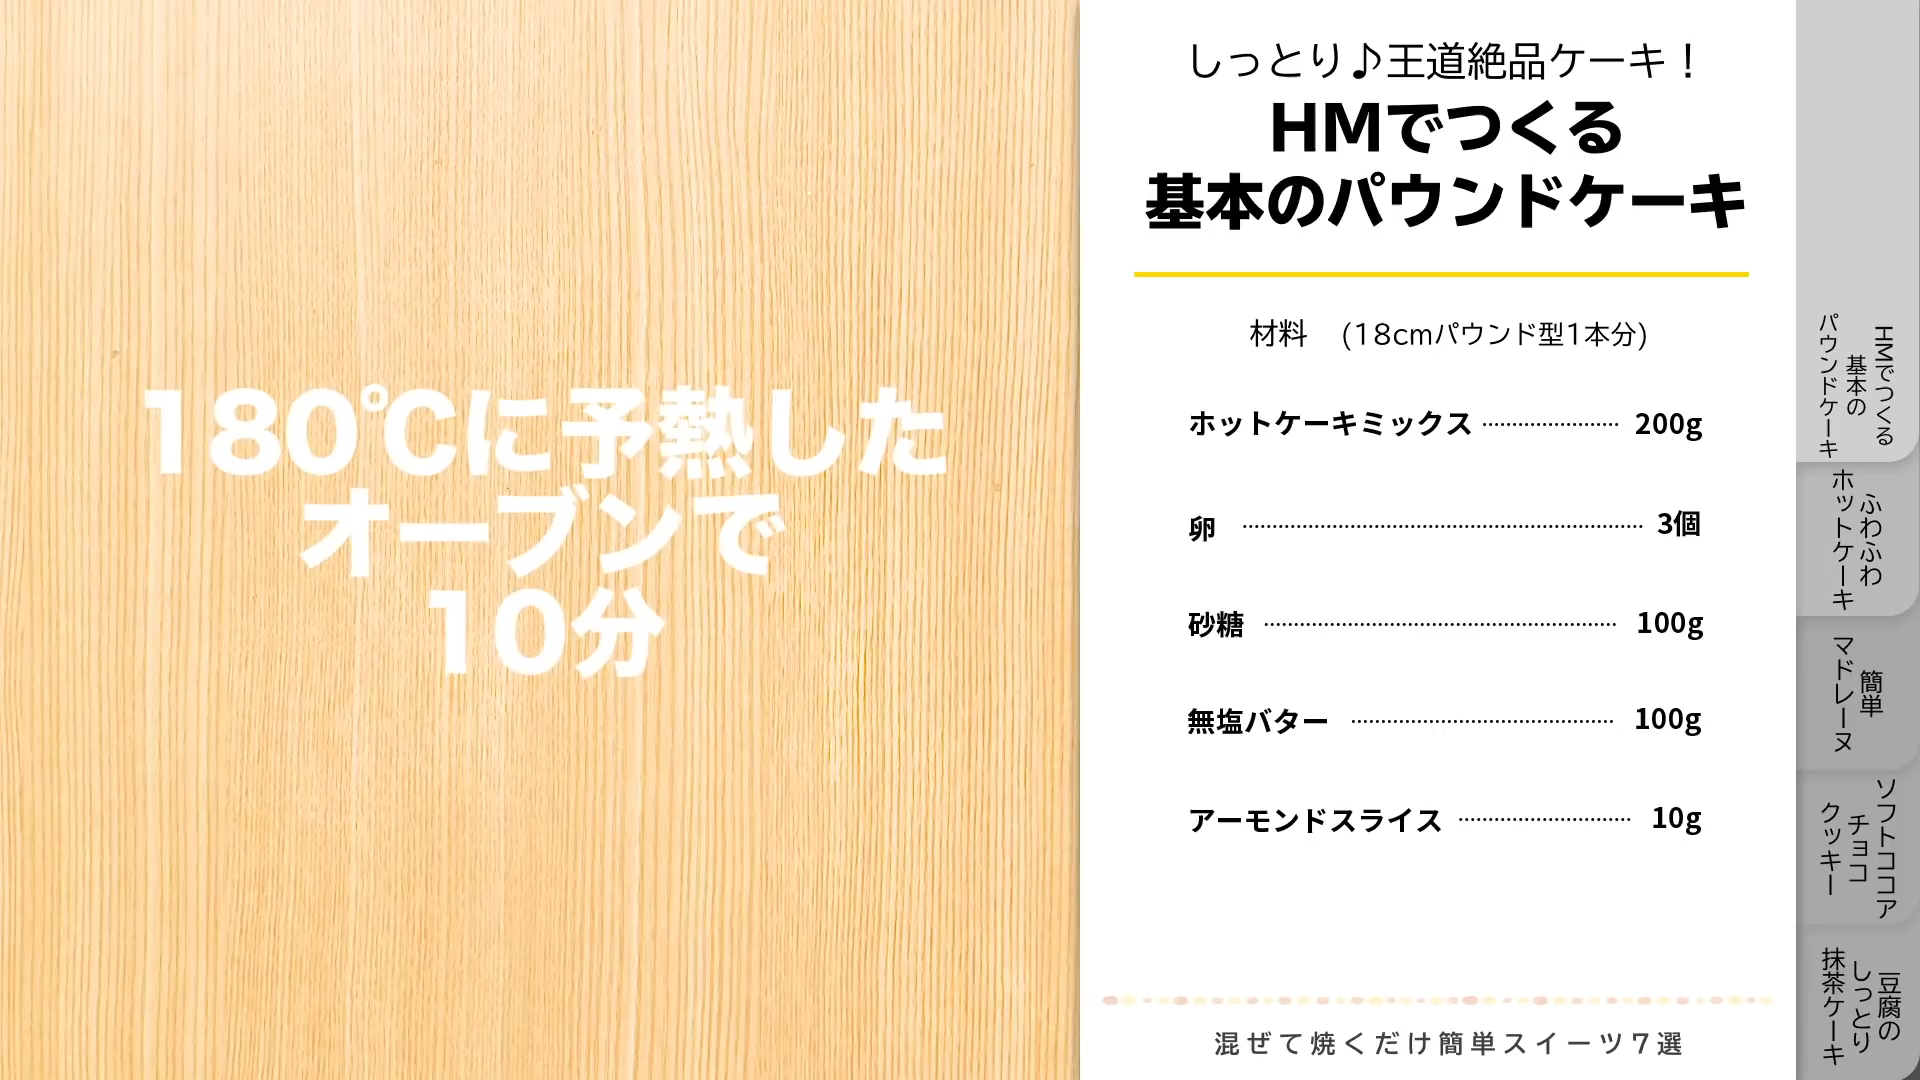 180℃に予熱した
オーブンで
10分
しっとり♪王道絶品ケーキ！
HMでつくる
基本のパウンドケーキ
材料　(18cmパウンド型1本分)
ホットケーキミックス 200g
卵 3個
砂糖 100g
無塩バター 100g
アーモンドスライス 10g
混ぜて焼くだけ簡単スイーツ7選
HMでつくる
基本の
パウンドケーキ
ふわふわ
ホットケーキ
簡単
マドレーヌ
ソフトココア
チョコ
クッキー
豆腐の
しっとり
抹茶ケーキ